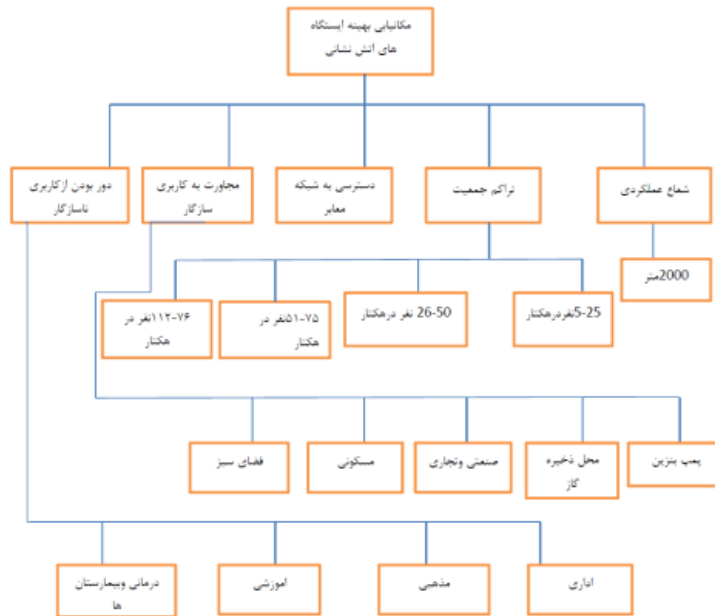 مکانیابی بهینه ایستگاه
های اتش نشانی
شعاع عملکردی
تراکم جمعیت
دسترسی به شبکه
معابر
مجاورت به کاربری
سازگار
دور بودن ازکاربری
ناسازگار
2000متر
5-25نفردرهکتار
26-50 نفر درهکتار
۵۱-۷۵نفر در
هکتار
۷۶-۱۱۲نفر در
هکتار
پمپ بنزین
محل ذخیره
گاز
صنعتی وتجاری
مسکونی
فضای سبز
اداری
مذهبی
اموزشی
درمانی وبیمارستان
ها